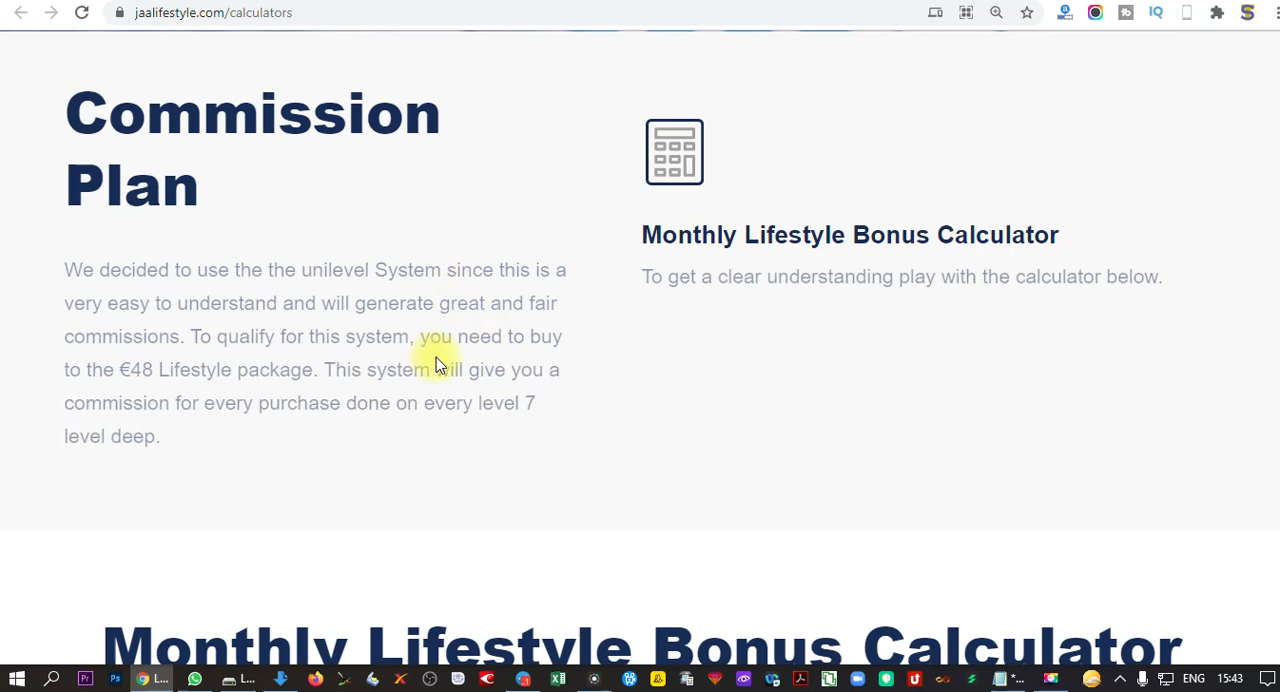 jaalifestyle.com/calculators
Commission
Plan
We decided to use the the unilevel System since this is a
very easy to understand and will generate great and fair
commissions. To qualify for this system, you need to buy
to the €48 Lifestyle package. This system will give you a
commission for every purchase done on every level 7
level deep.
Monthly Lifestyle Bonus Calculator
To get a clear understanding play with the calculator below.
Monthly Lifestyle Bonus Calculator
L...
L...
ENG
15:43